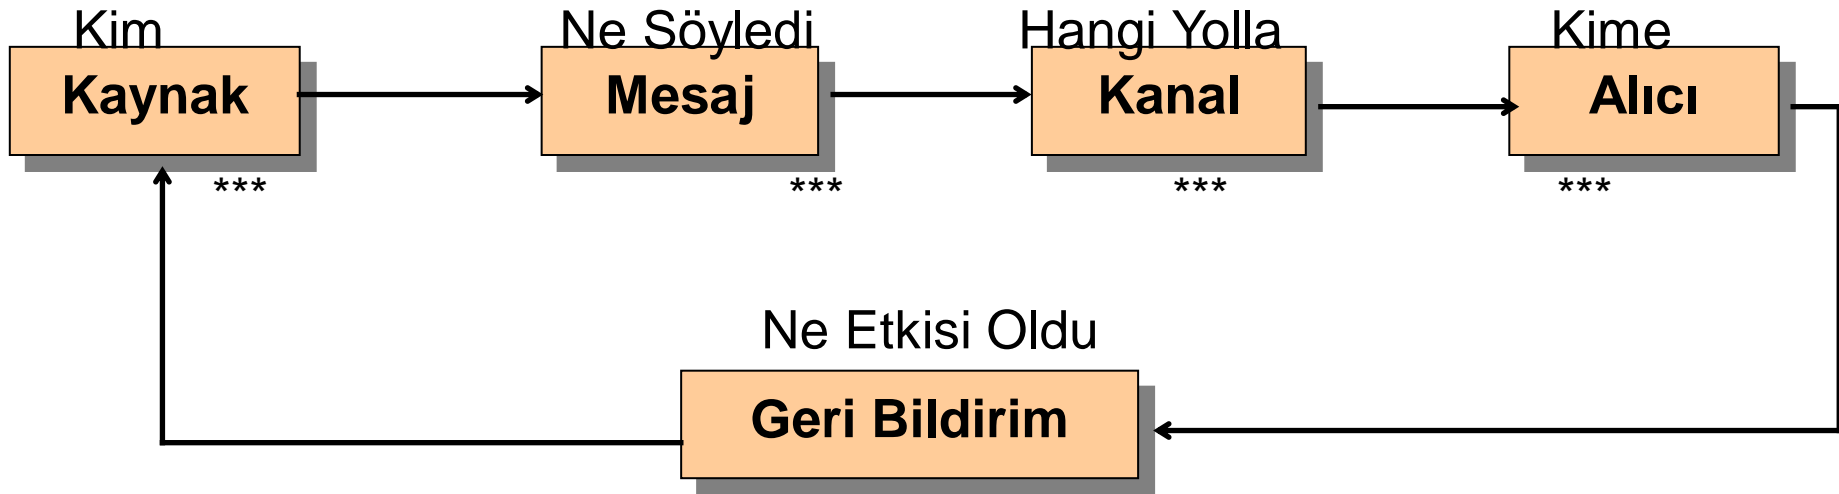 Kim
Ne Söyledi
Hangi Yolla
Kime
Kaynak
Mesaj
Kanal
Alıcı
***
***
***
***
Ne Etkisi Oldu
Geri Bildirim